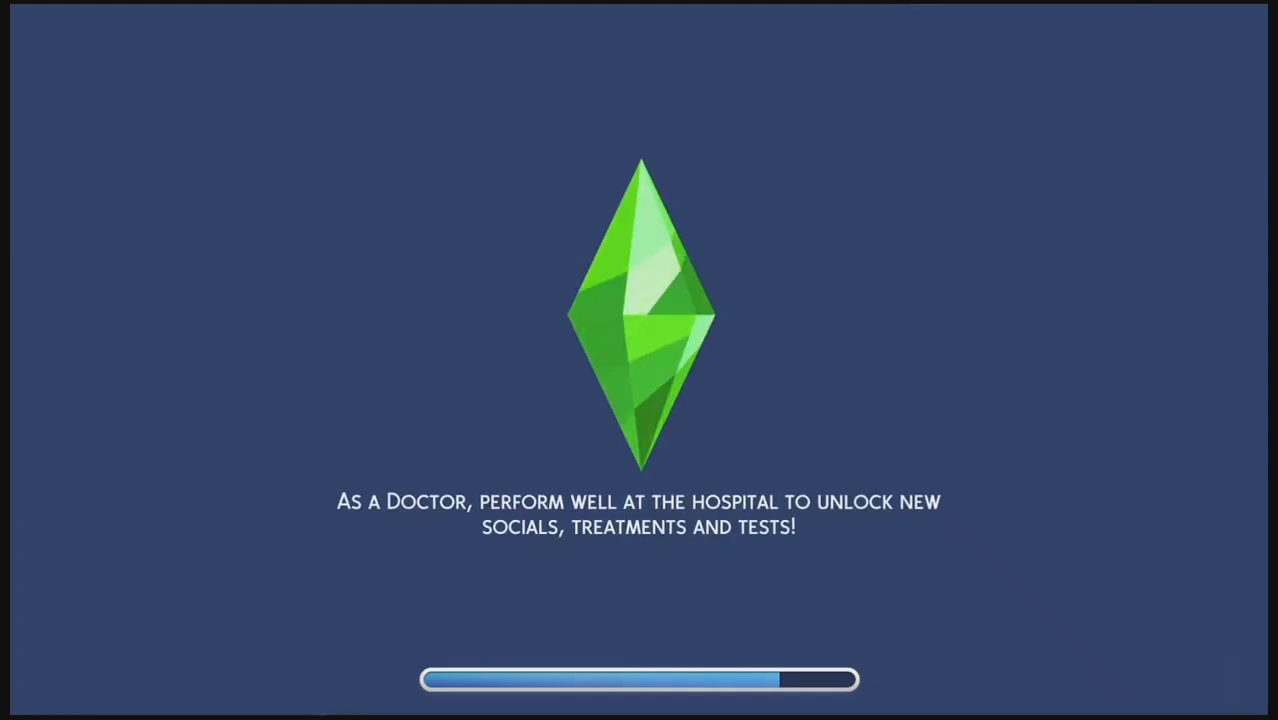 As a Doctor, perform well at the hospital to unlock new
socials, treatments and tests!